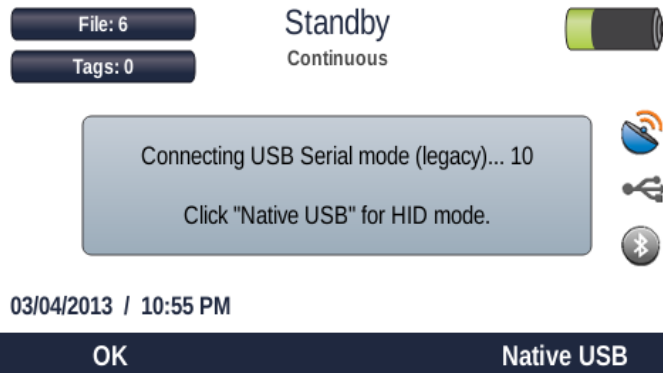 File: 6
Standby
Tags: 0
Continuous
Connecting USB Serial mode (legacy)... 10
Click "Native USB" for HID mode.
03/04/2013 / 10:55 PM
OK
Native USB